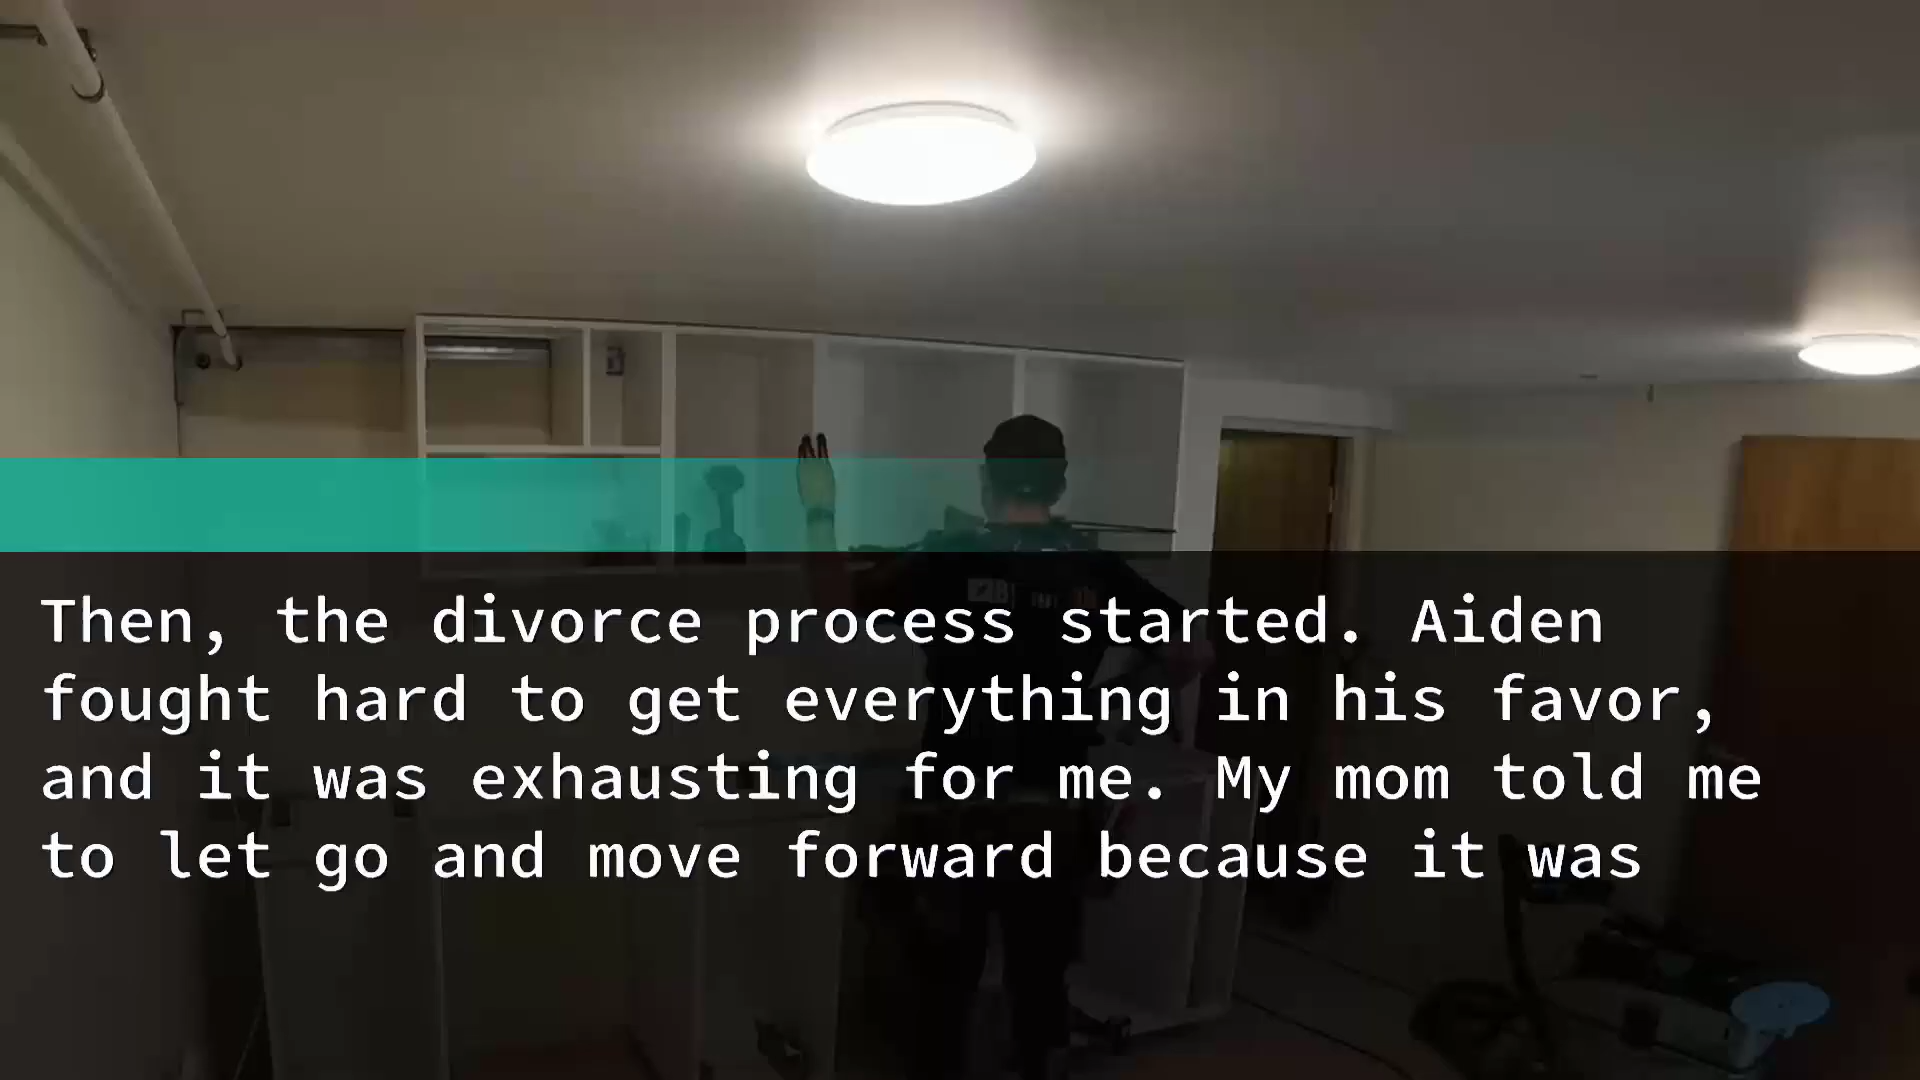 Then, the divorce process started. Aiden
fought hard to get everything in his favor,
and it was exhausting for me. My mom told me
to let go and move forward because it was